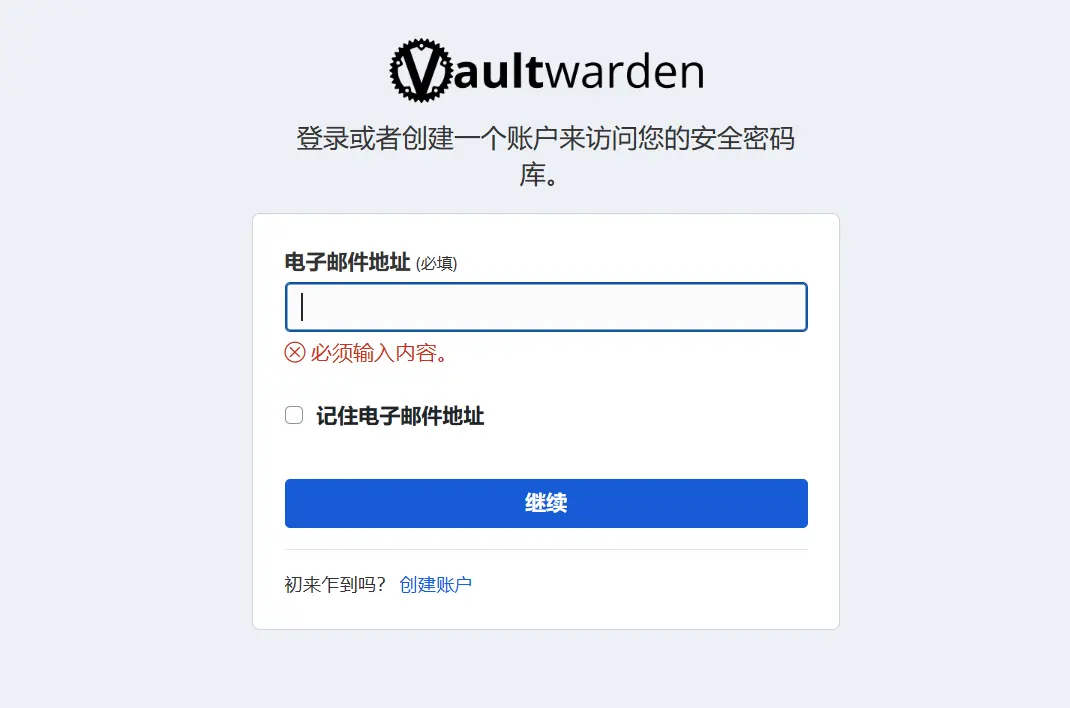 Vaultwarden
登录或者创建一个账户来访问您的安全密码
库。
电子邮件地址 (必填)
必须输入内容。
记住电子邮件地址
继续
初来乍到吗? 创建账户